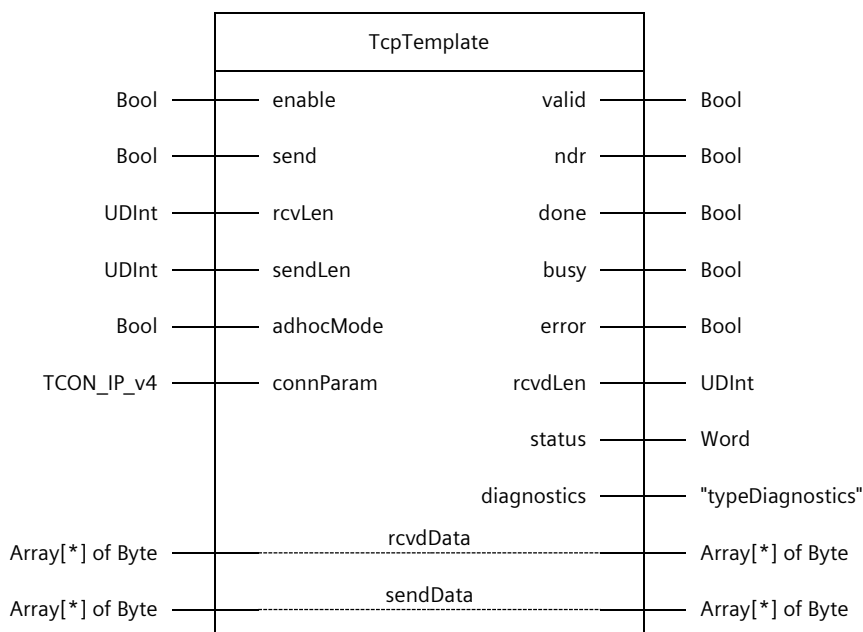 TcpTemplate
Bool enable valid Bool
Bool send ndr Bool
UDInt rcvLen done Bool
UDInt sendLen busy Bool
Bool adhocMode error Bool
TCON_IP_v4 connParam rcvdLen UDInt
status Word
diagnostics "typeDiagnostics"
Array[*] of Byte rcvdData Array[*] of Byte
Array[*] of Byte sendData Array[*] of Byte